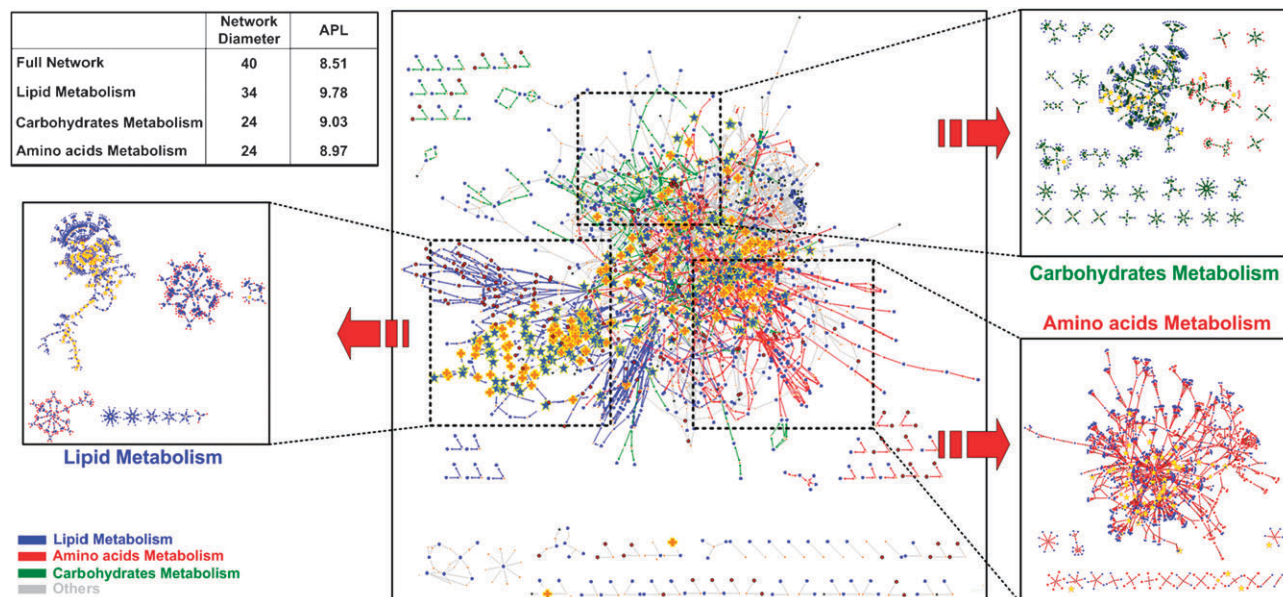 Network Diameter APL
Full Network 40 8.51
Lipid Metabolism 34 9.78
Carbohydrates Metabolism 24 9.03
Amino acids Metabolism 24 8.97
Carbohydrates Metabolism
Amino acids Metabolism
Lipid Metabolism
Lipid Metabolism
Amino acids Metabolism
Carbohydrates Metabolism
Others